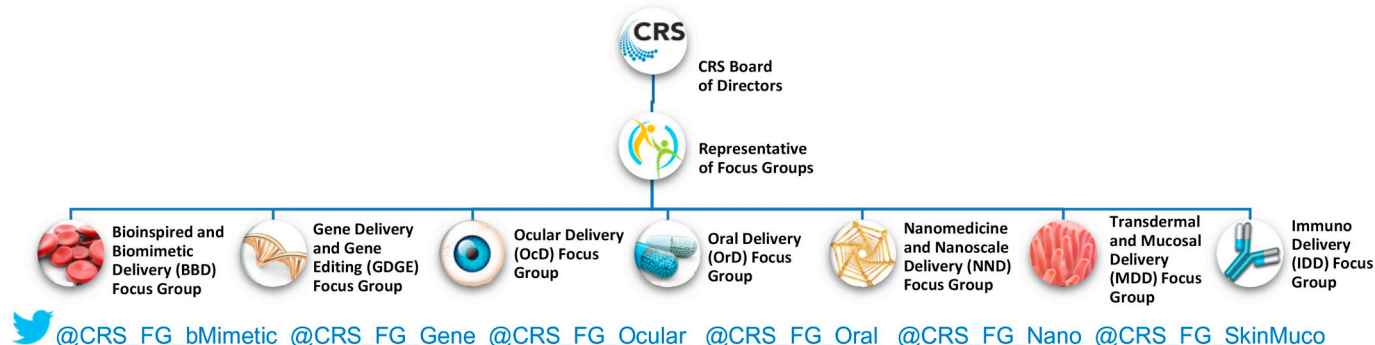 CRS
CRS Board
of Directors
Representative
of Focus Groups
Bioinspired and
Biomimetic
Delivery (BBD)
Focus Group
Gene Delivery
and Gene
Editing (GDGE)
Focus Group
Ocular Delivery
(OcD) Focus
Group
Oral Delivery
(OrD) Focus
Group
Nanomedicine
and Nanoscale
Delivery (NND)
Focus Group
Transdermal
and Mucosal
Delivery
(MDD) Focus
Group
Immuno
Delivery
(IDD) Focus
Group
@CRS_FG_bMimetic @CRS_FG_Gene @CRS_FG_Ocular @CRS_FG_Oral @CRS_FG_Nano @CRS_FG_SkinMuco